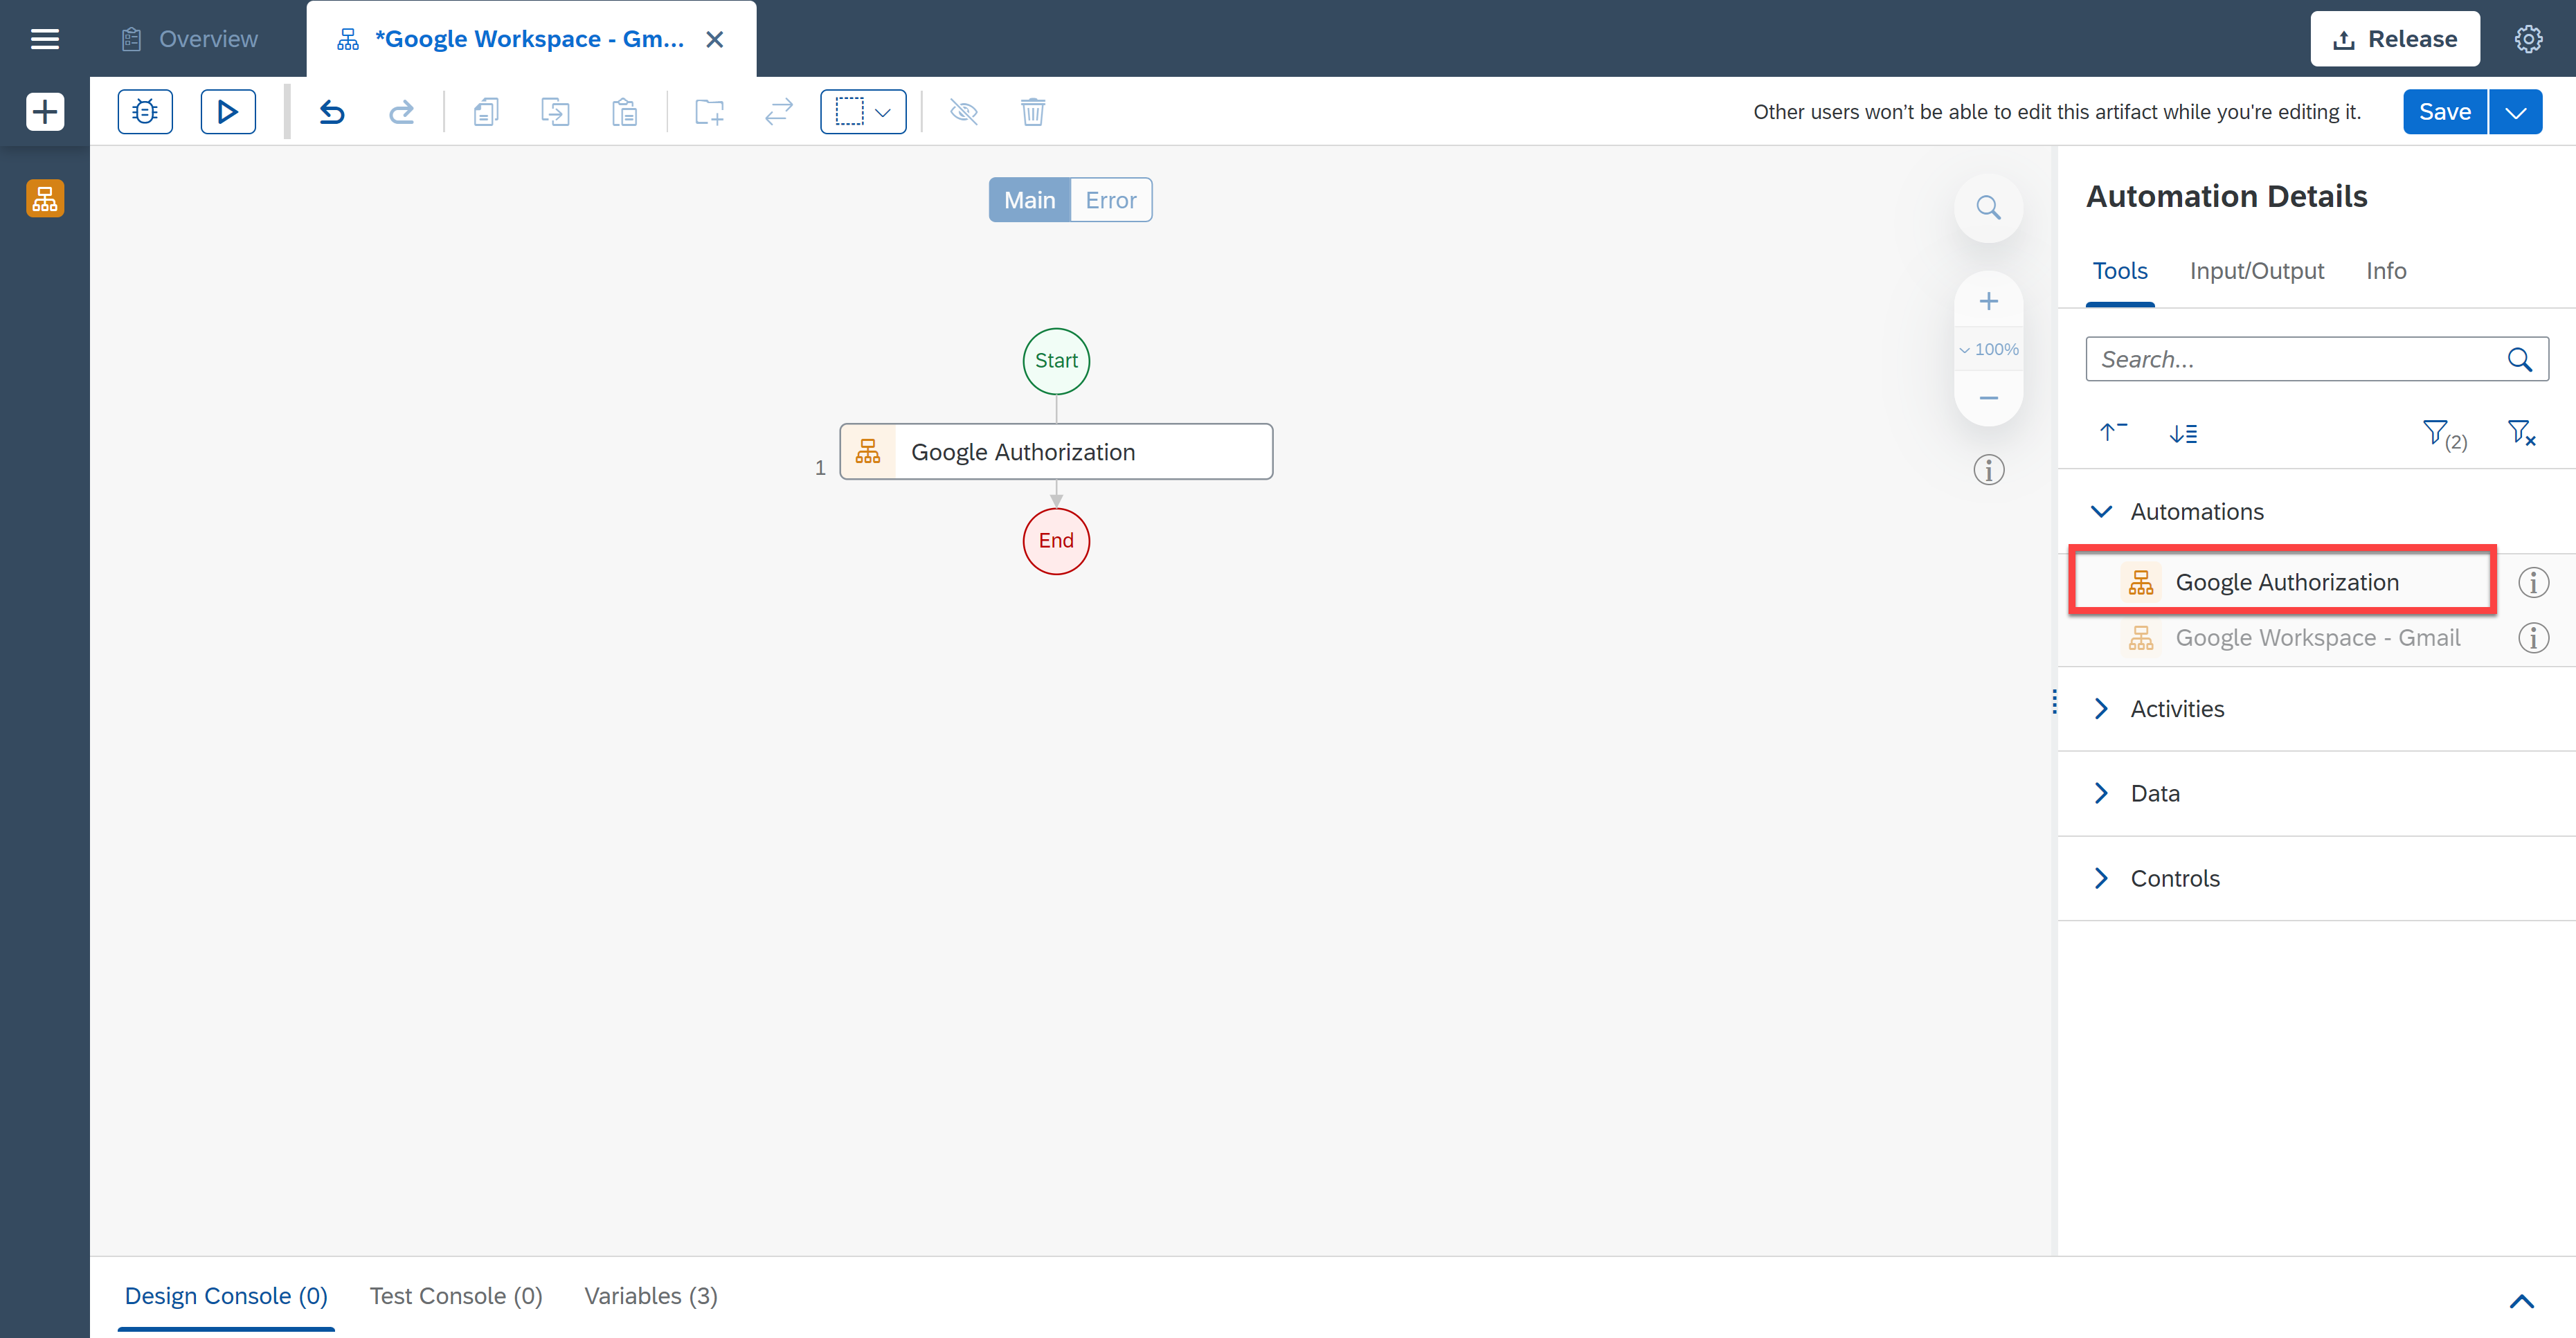 Overview
*Google Workspace - Gm...
Release
Other users won't be able to edit this artifact while you're editing it.
Save
Main
Error
100%
Start
1
Google Authorization
End
Automation Details
Tools
Input/Output
Info
Search...
(2)
Automations
Google Authorization
Google Workspace - Gmail
Activities
Data
Controls
Design Console (0)
Test Console (0)
Variables (3)